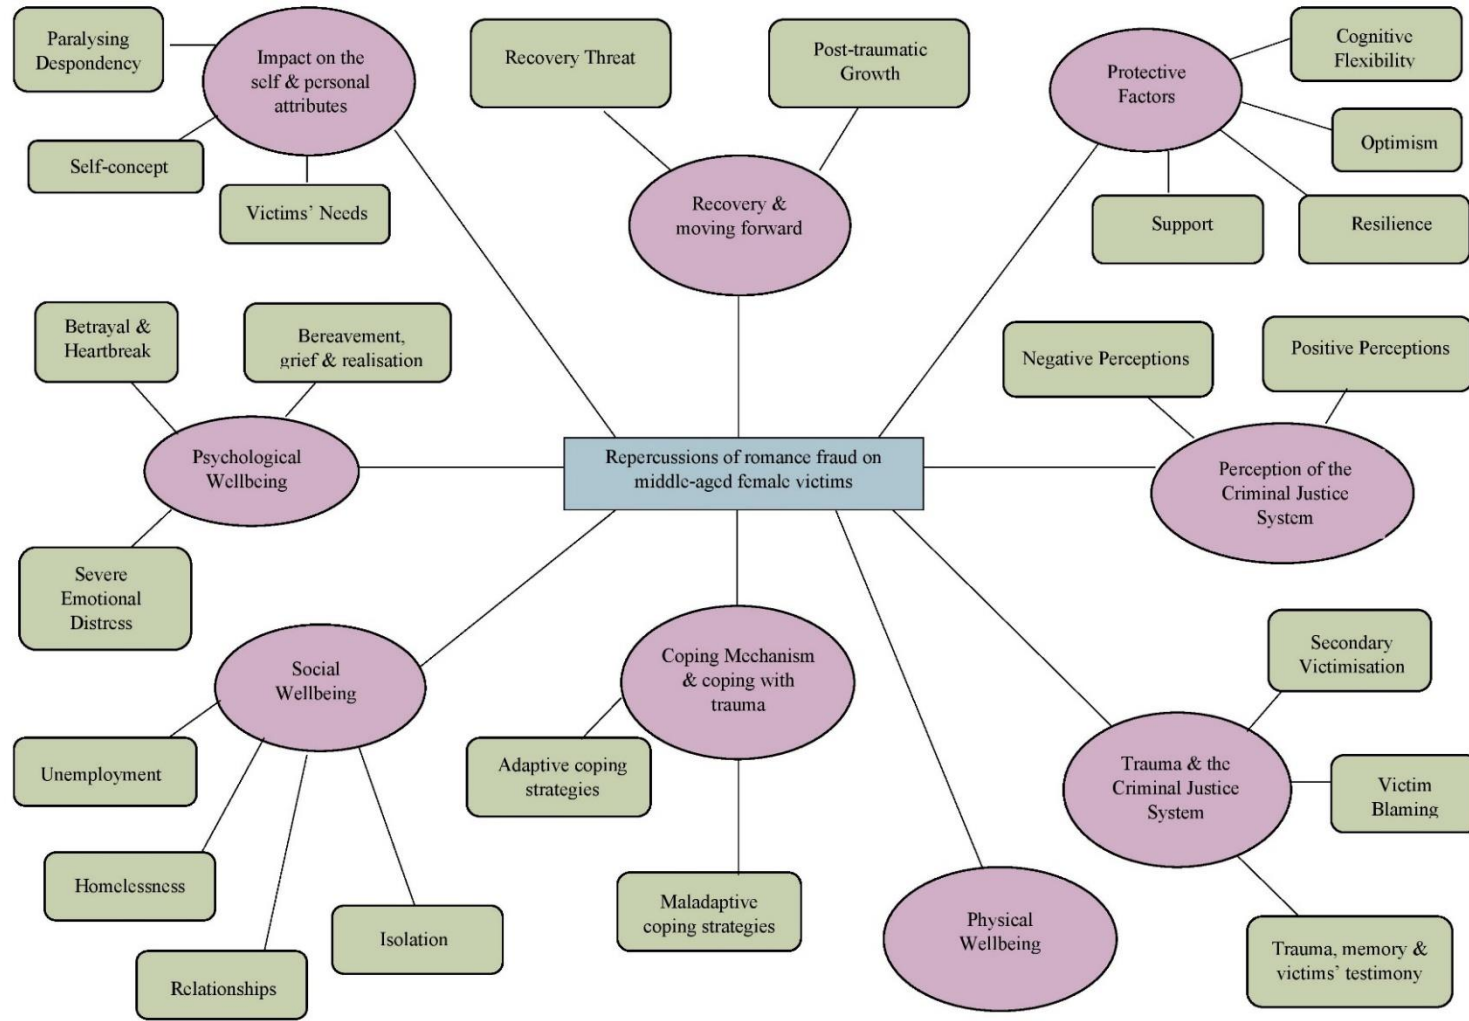 Paralysing
Despondency
Impact on the
self & personal
attributes
Self-concept
Victims' Needs
Recovery Threat
Post-traumatic
Growth
Recovery &
moving forward
Protective
Factors
Cognitive
Flexibility
Optimism
Support
Resilience
Betrayal &
Heartbreak
Bereavement,
grief & realisation
Psychological
Wellbeing
Severe
Emotional
Distress
Repercussions of romance fraud on
middle-aged female victims
Negative Perceptions
Positive Perceptions
Perception of the
Criminal Justice
System
Social
Wellbeing
Unemployment
Homelessness
Relationships
Isolation
Coping Mechanism
& coping with
trauma
Adaptive coping
strategies
Maladaptive
coping strategies
Physical
Wellbeing
Secondary
Victimisation
Trauma & the
Criminal Justice
System
Victim
Blaming
Trauma, memory &
victims' testimony